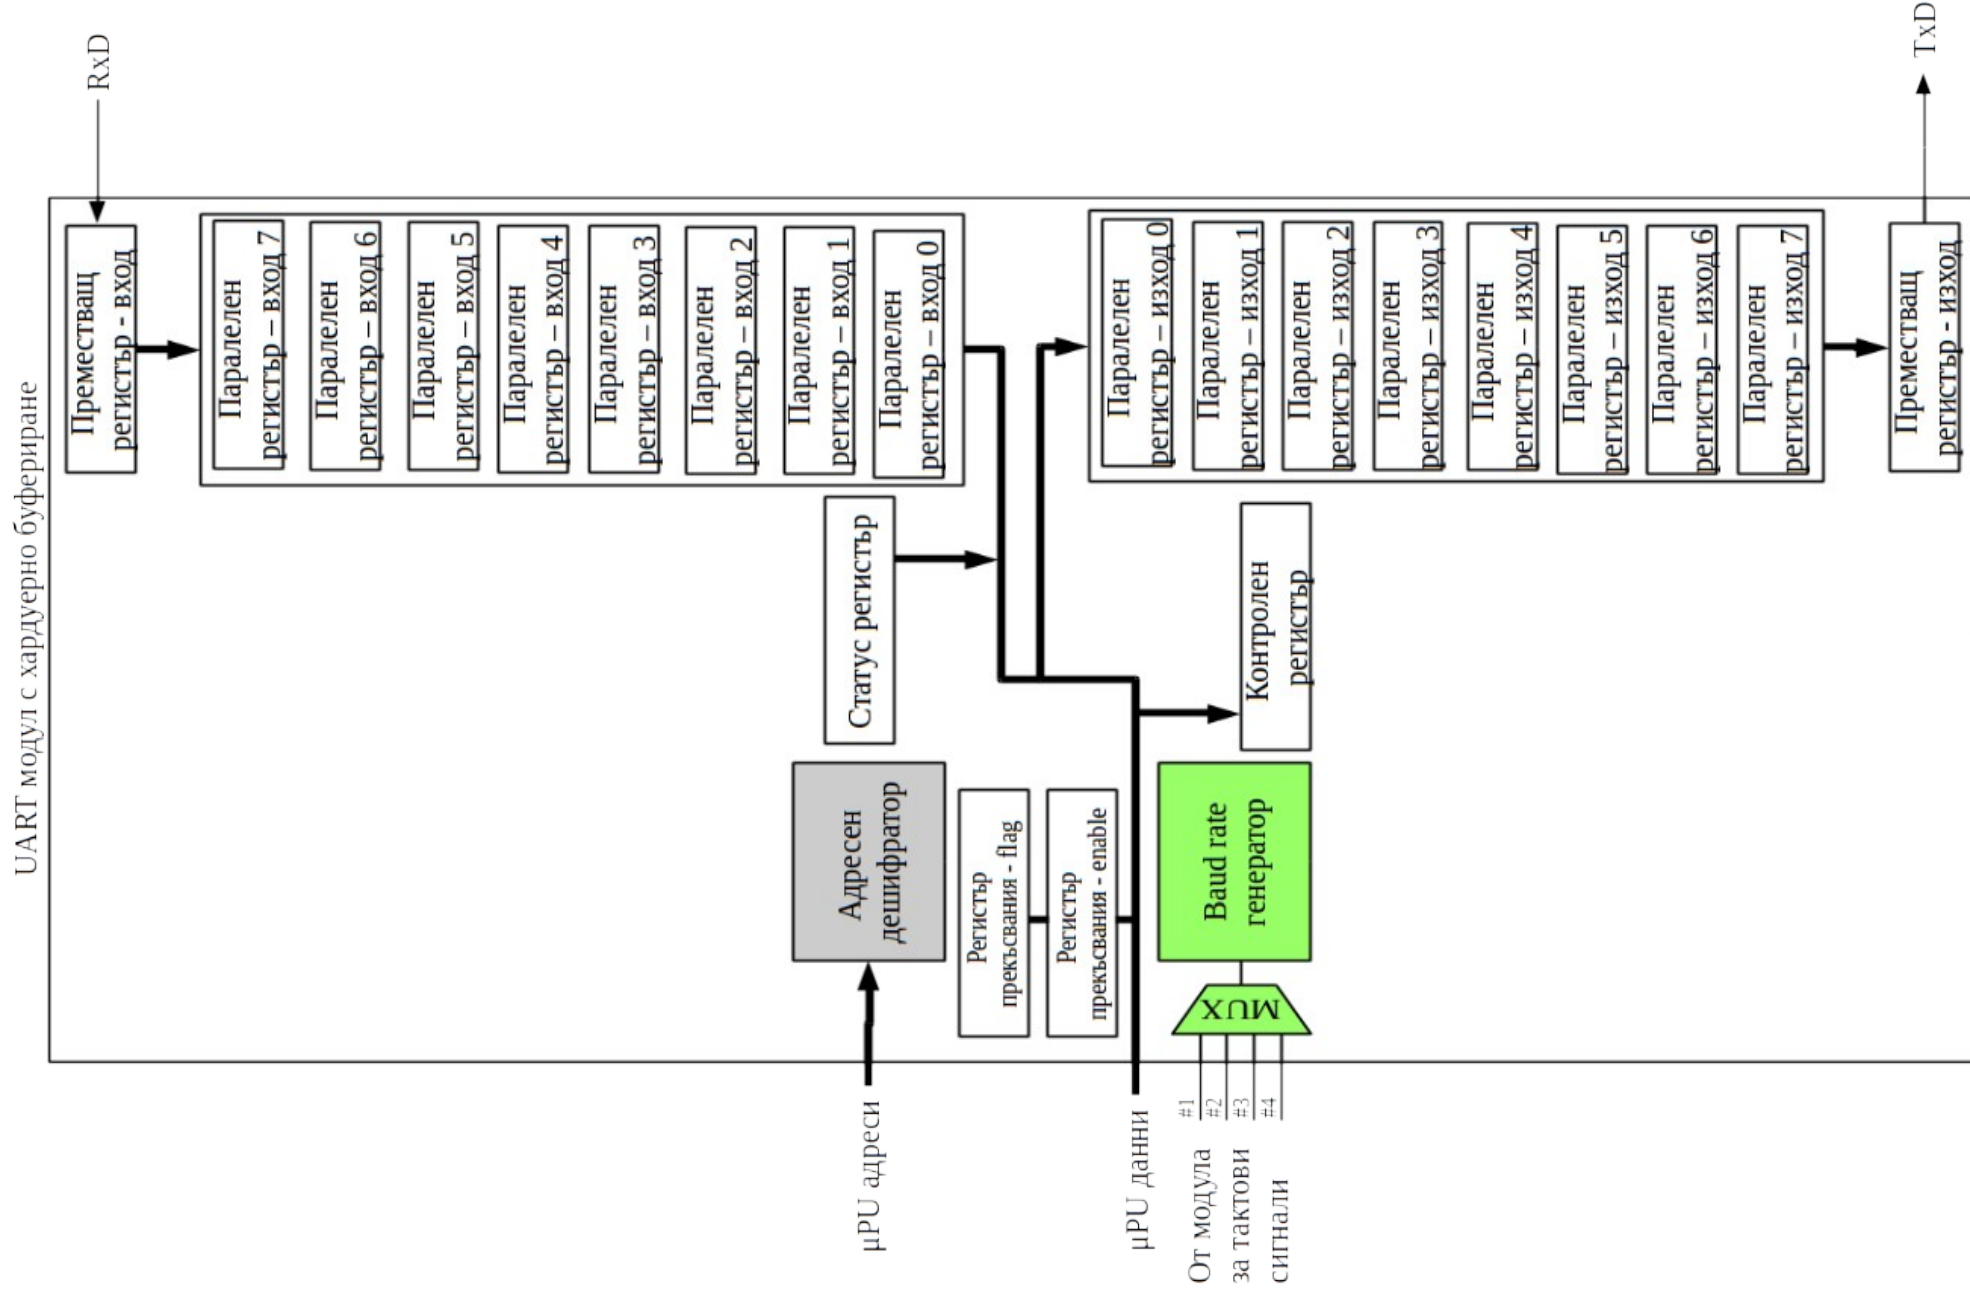 UART модул с хардуерно буфериране
Преместващ
регистър - вход
RxD
Паралелен
регистър – вход 7
Паралелен
регистър – вход 6
Паралелен
регистър – вход 5
Паралелен
регистър – вход 4
Паралелен
регистър – вход 3
Паралелен
регистър – вход 2
Паралелен
регистър – вход 1
Паралелен
регистър – вход 0
Статус регистър
Адресен
дешифратор
μPU адреси
Регистър
прекъсвания - flag
Регистър
прекъсвания - enable
μPU данни
Паралелен
регистър – изход 0
Паралелен
регистър – изход 1
Паралелен
регистър – изход 2
Паралелен
регистър – изход 3
Паралелен
регистър – изход 4
Паралелен
регистър – изход 5
Паралелен
регистър – изход 6
Паралелен
регистър – изход 7
Контролен
регистър
Baud rate
генератор
MUX
#1
#2
#3
#4
От модула
за тактови
сигнали
Преместващ
регистър - изход
TxD